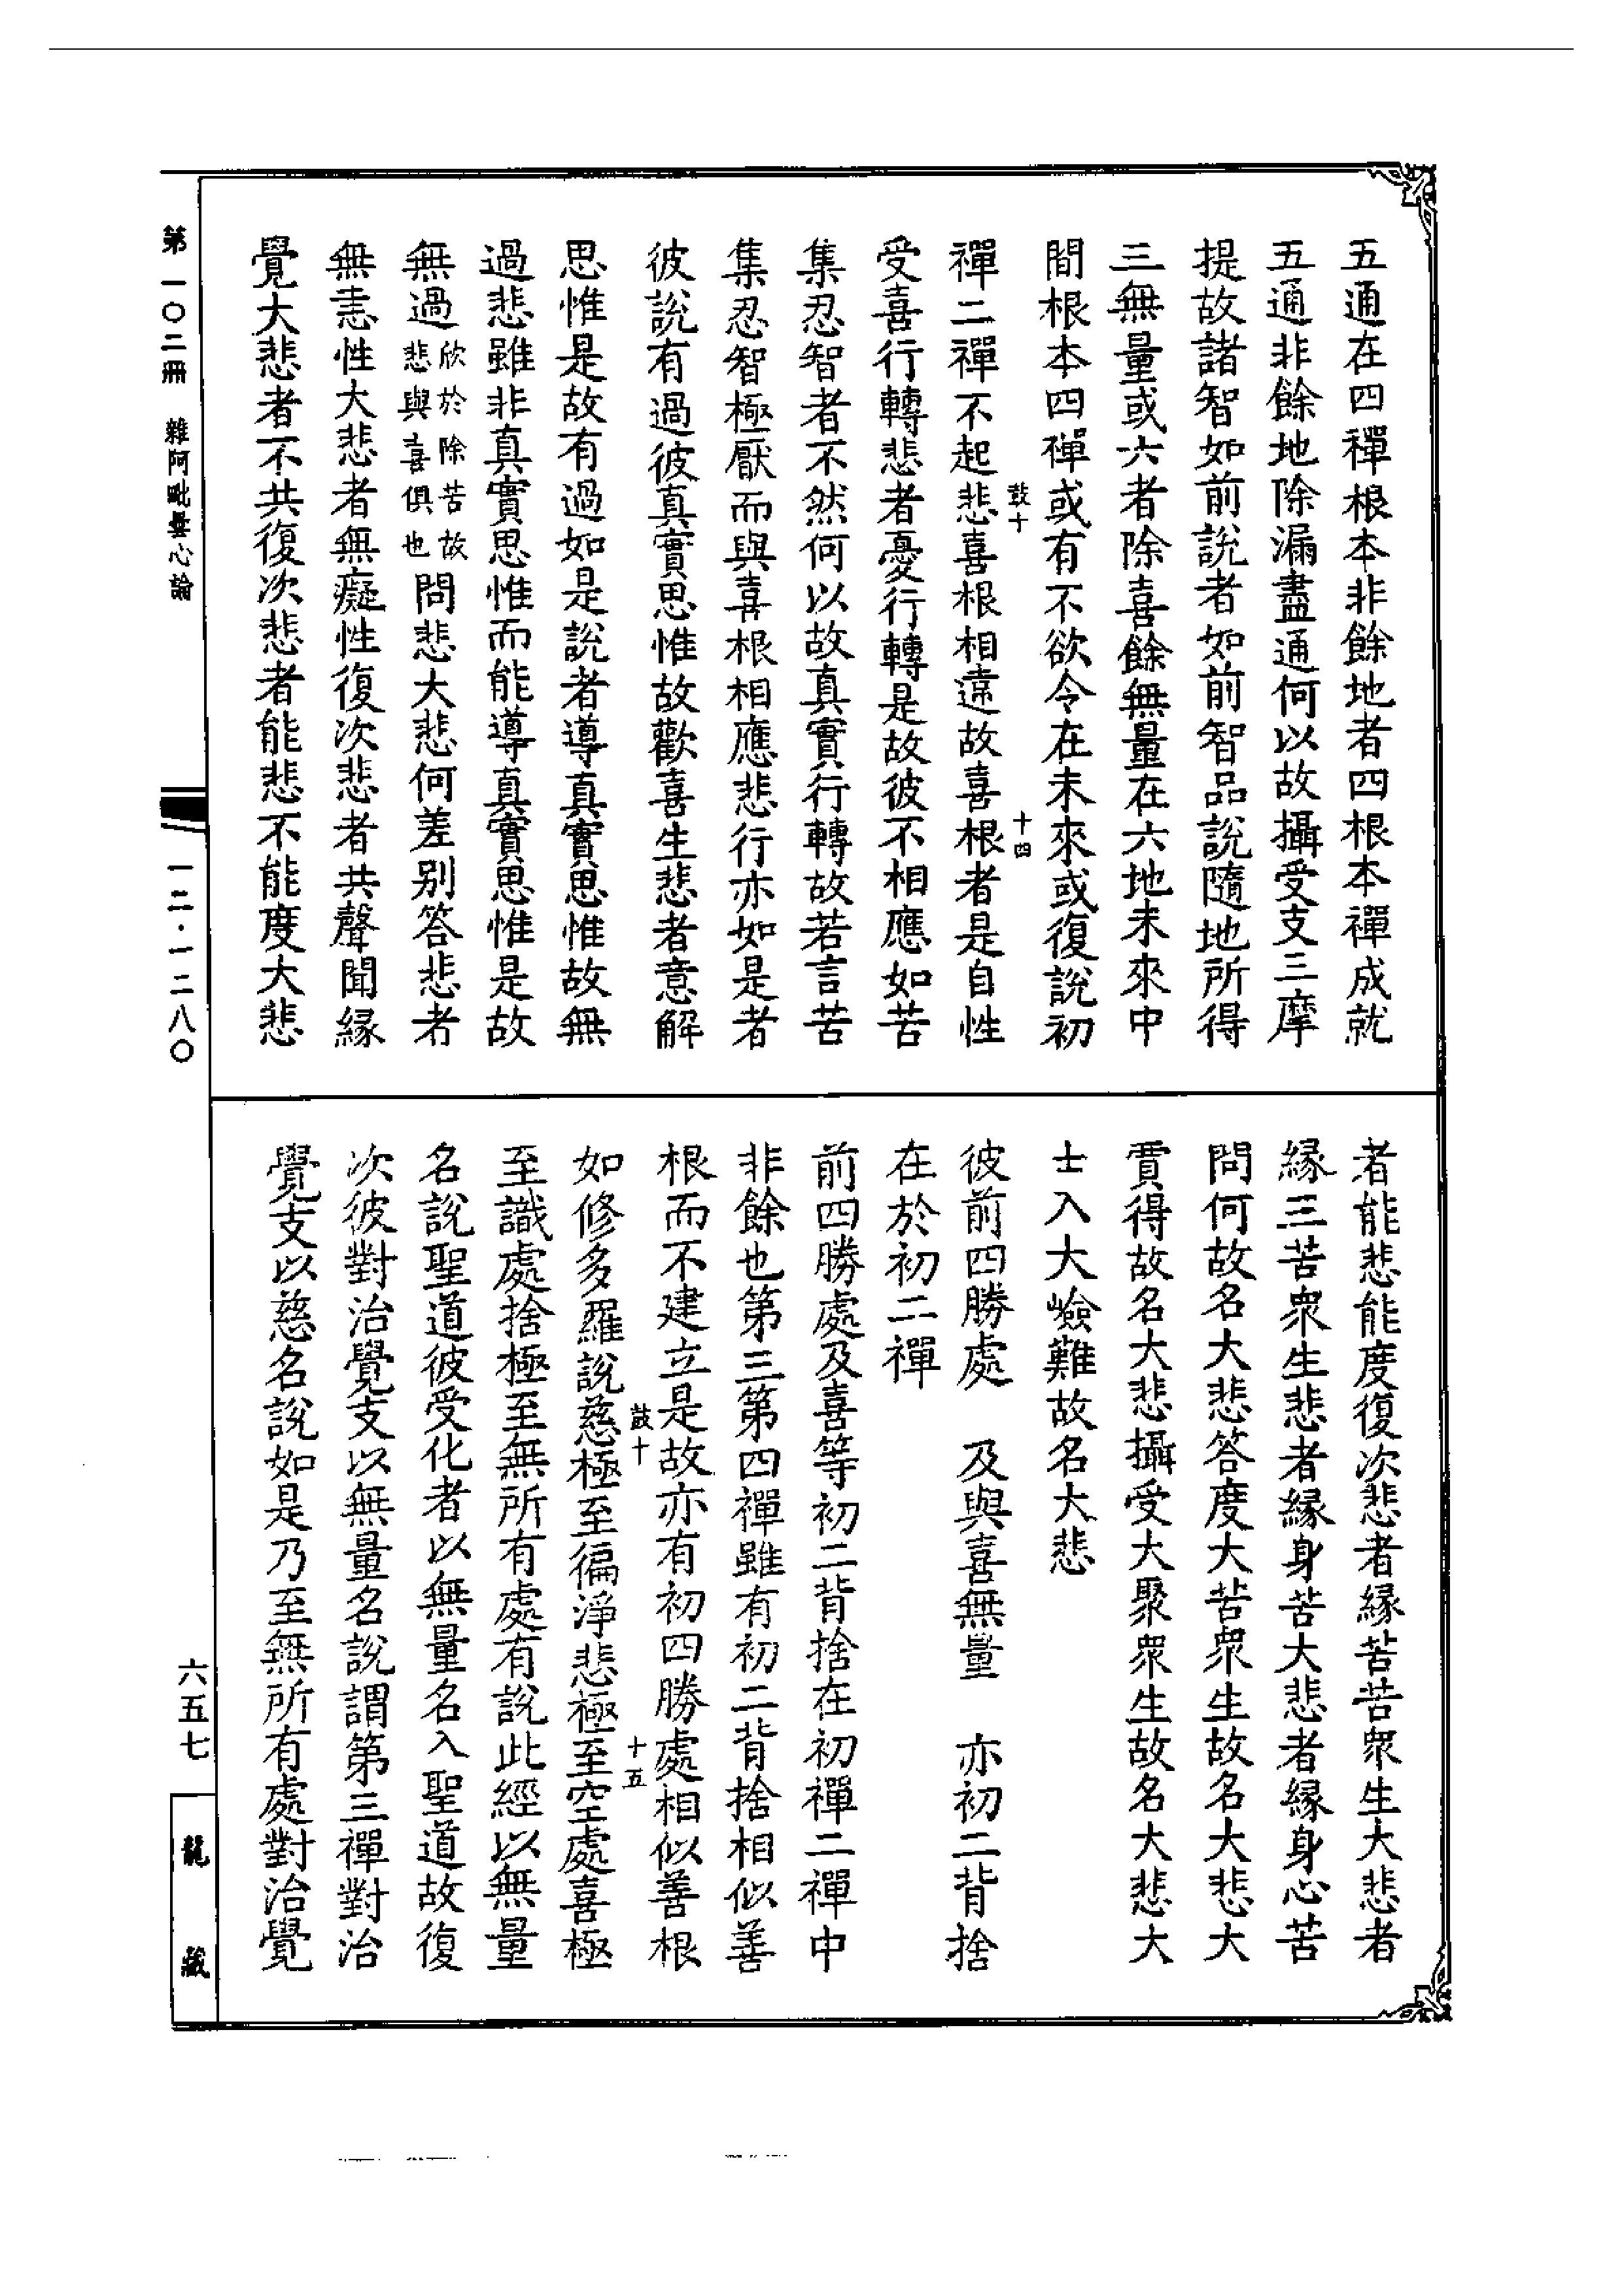 五通在四禪根本非餘地者四根本禪成就
五通非餘地除漏盡通何以故攝受支三摩
提故諸智如前說者如前智品說隨地所得
三無量或六者除喜餘無量在六地未來中
間根本四禪或有不欲令在未來或復說初
禪二禪不起悲喜根相違故喜根者是自性
鼓十
十四
受喜行轉悲者憂行轉是故彼不相應如苦
集忍智者不然何以故真實行轉故若言苦
集忍智極厭而與喜根相應悲行亦如是者
彼說有過彼真實思惟故歡喜生悲者意解
思惟是故有過如是說者導真實思惟故無
過悲雖非真實思惟而能導真實思惟是故
無過欣於除苦故悲與喜俱也問悲大悲何差別答悲者
無恚性大悲者無癡性復次悲者共聲聞緣
覺大悲者不共復次悲者能悲不能度大悲
者能悲能度復次悲者緣苦苦眾生大悲者
緣三苦眾生悲者緣身苦大悲者緣身心苦
問何故名大悲答度大苦眾生故名大悲大
賈得故名大悲攝受大聚眾生故名大悲大
士入大嶮難故名大悲
彼前四勝處 及與喜無量 亦初二背捨
在於初二禪
前四勝處及喜等初二背捨在初禪二禪中
非餘也第三第四禪雖有初二背捨相似善
根而不建立是故亦有初四勝處相似善根
鼓十
十五
如修多羅說慈極至徧淨悲極至空處喜極
至識處捨極至無所有處有說此經以無量
名說聖道彼受化者以無量名入聖道故復
次彼對治覺支以無量名說謂第三禪對治
覺支以慈名說如是乃至無所有處對治覺
第一〇二冊 雜阿毗曇心論
一二·一二八〇
六五七
龍藏